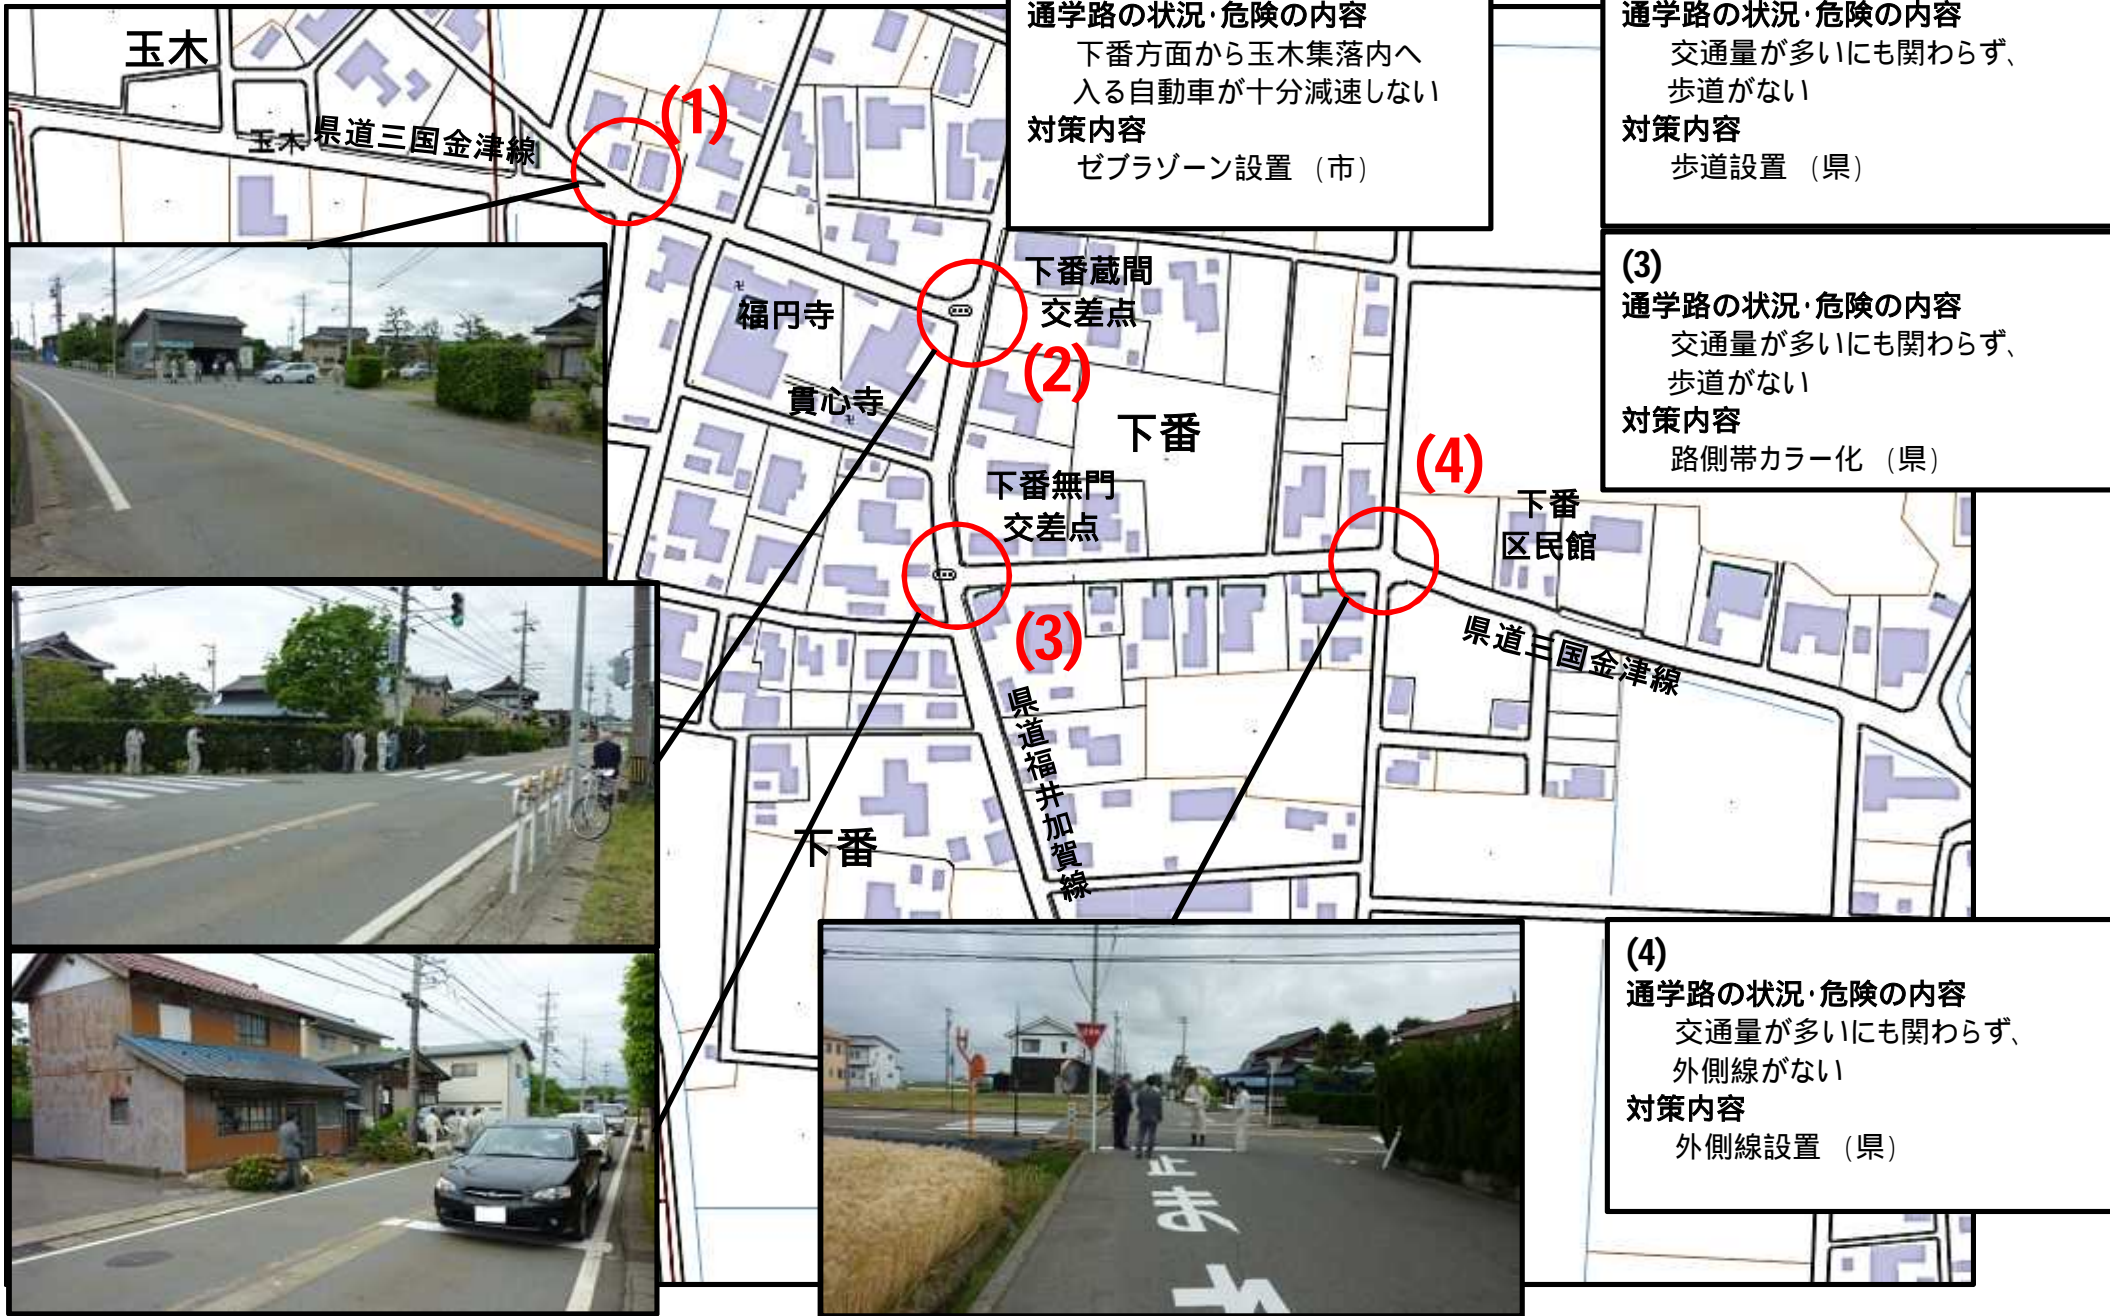 通学路の状況・危険の内容
下番方面から玉木集落内へ
入る自動車が十分減速しない
対策内容
ゼブラゾーン設置 (市)
通学路の状況・危険の内容
交通量が多いにも関わらず、
歩道がない
対策内容
歩道設置 (県)
(3)
通学路の状況・危険の内容
交通量が多いにも関わらず、
歩道がない
対策内容
路側帯カラー化 (県)
(4)
通学路の状況・危険の内容
交通量が多いにも関わらず、
外側線がない
対策内容
外側線設置 (県)
玉木
玉木
県道三国金津線
(1)
福円寺
貫心寺
下番蔵間
交差点
(2)
下番
下番無門
交差点
(3)
(4)
下番
区民館
県道三国金津線
県道福井加賀線
下番
止
ま